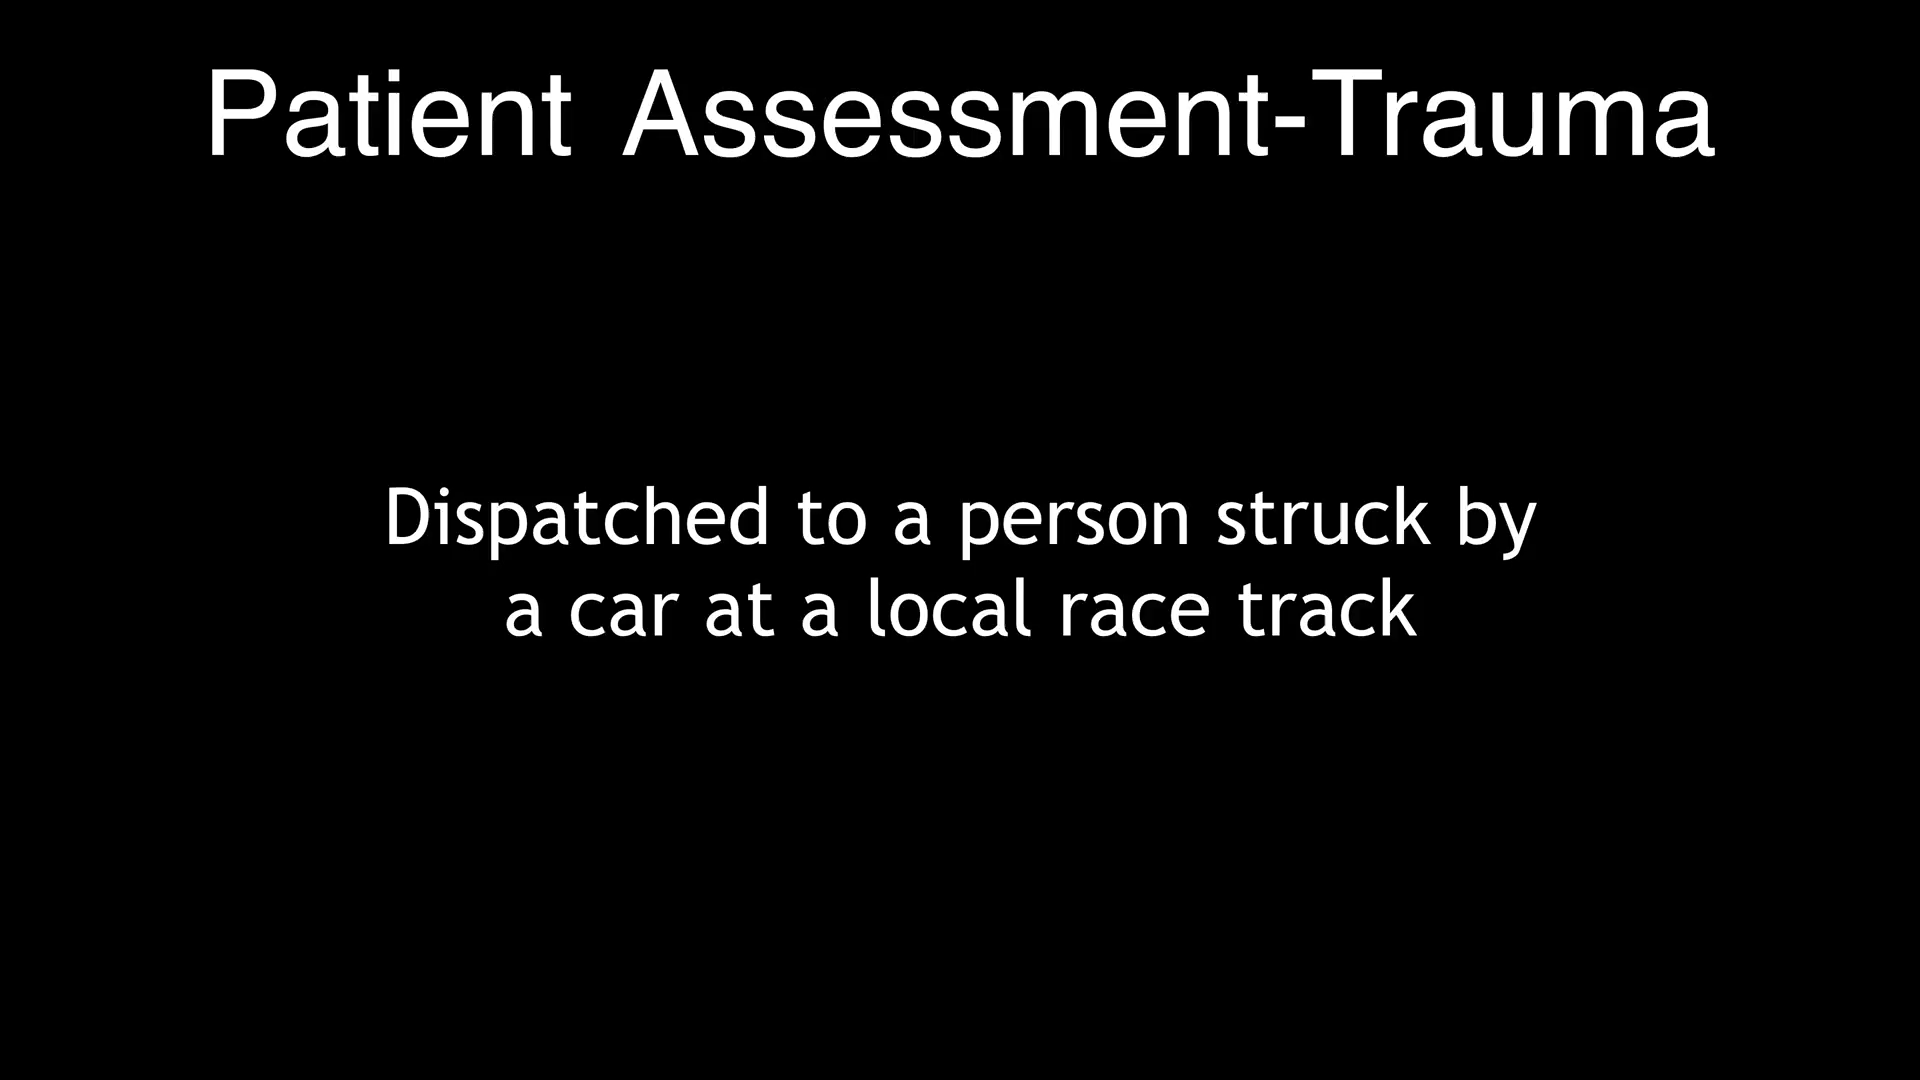 Patient Assessment-Trauma
Dispatched to a person struck by
a car at a local race track